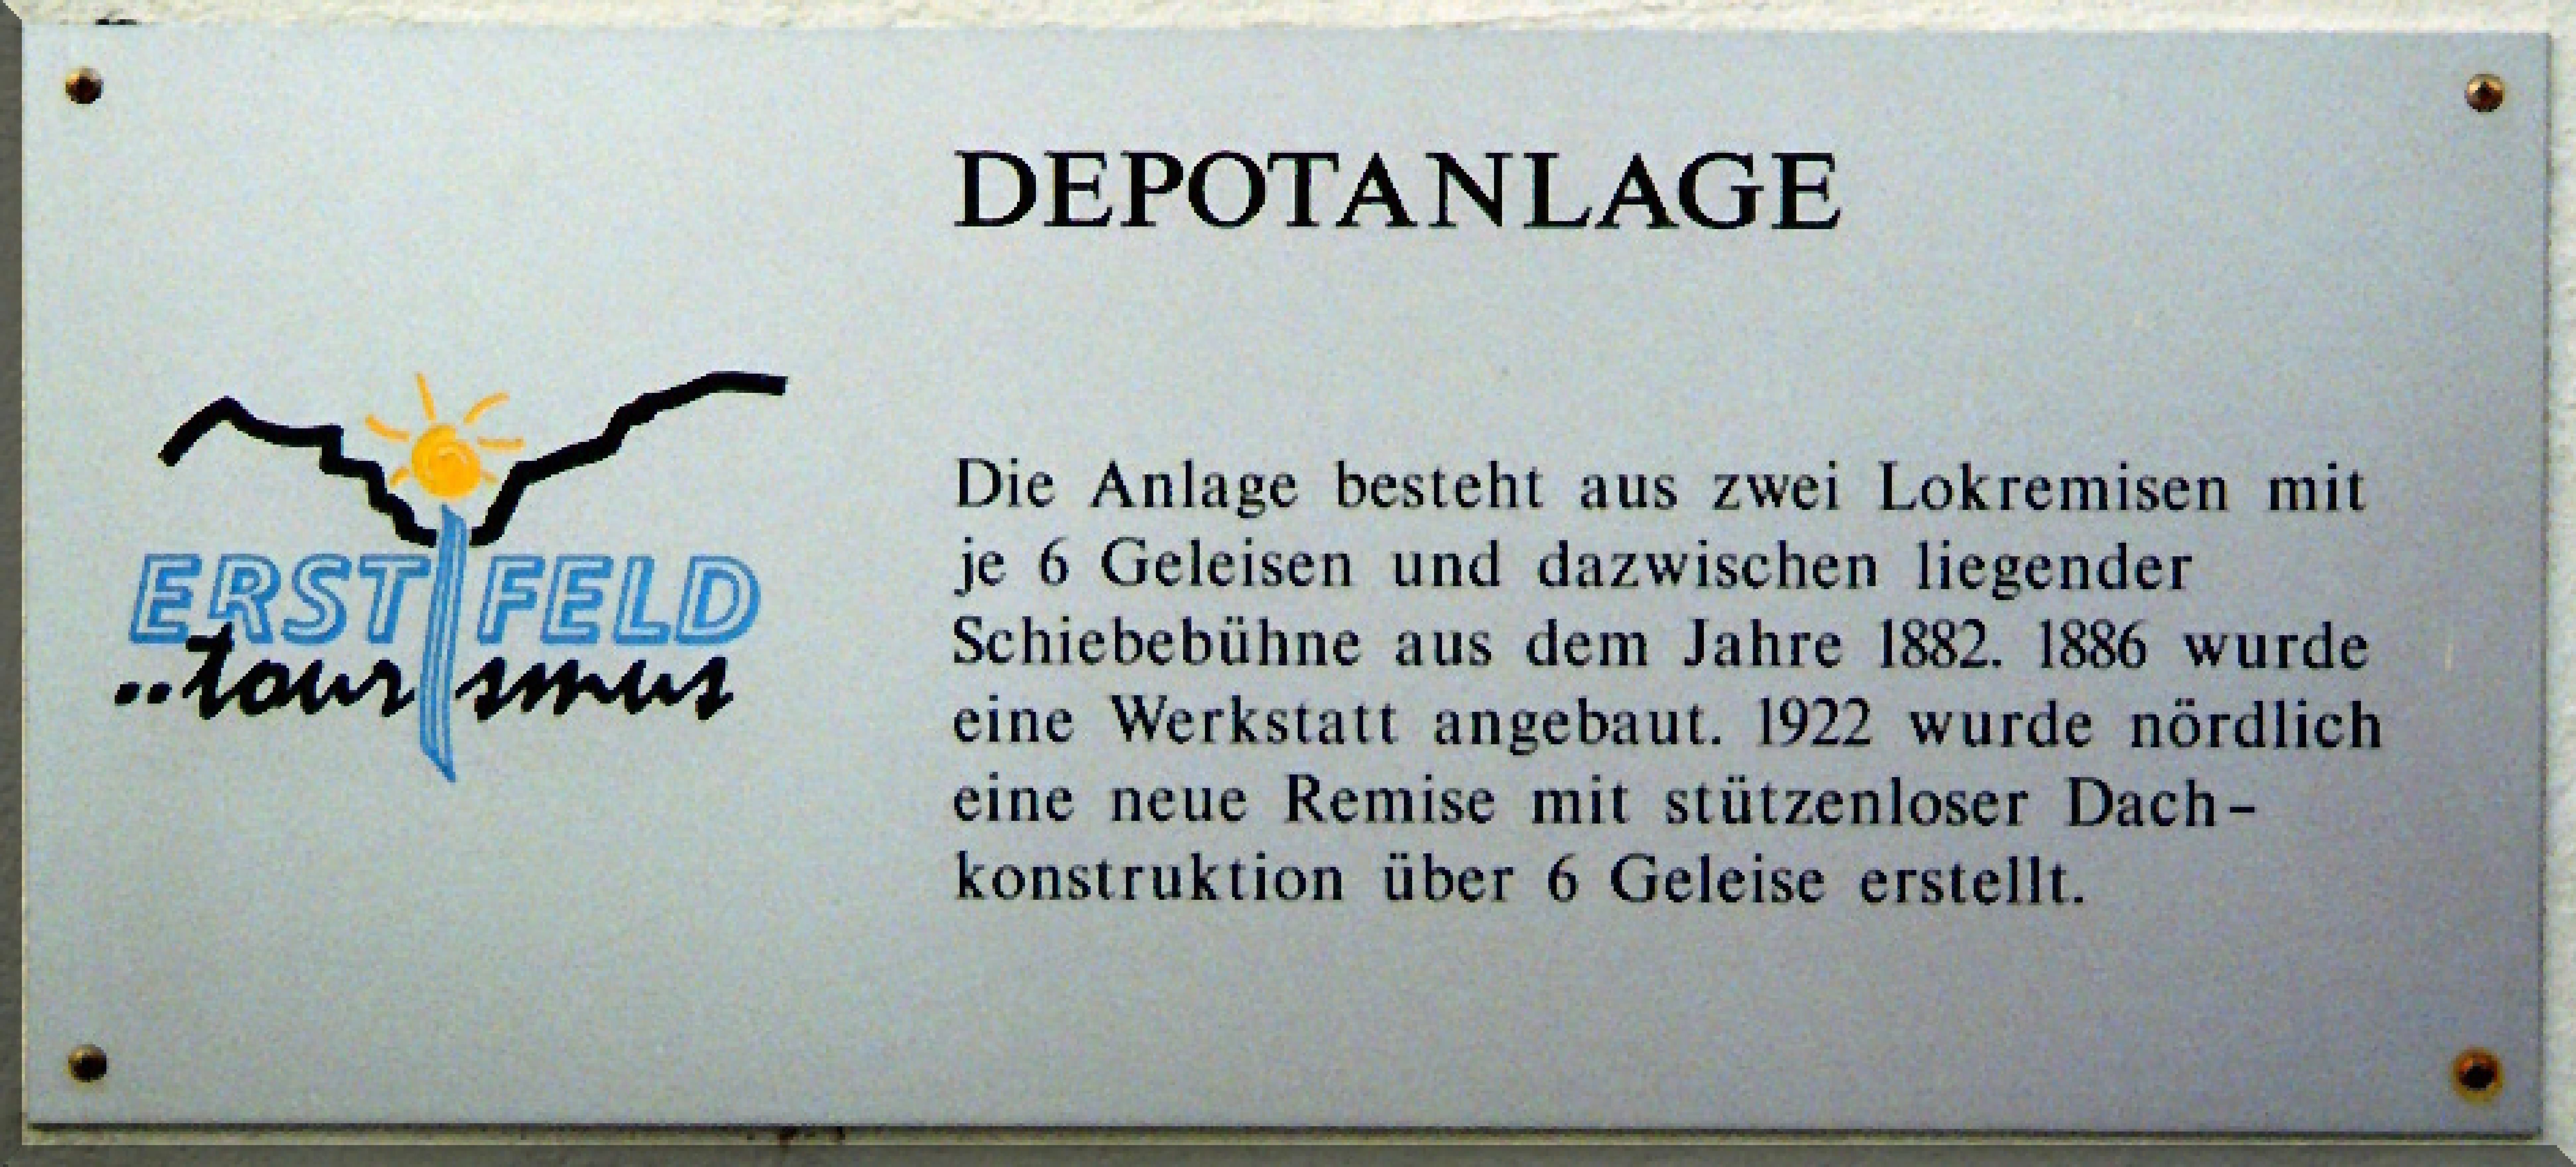 DEPOTANLAGE
ERSTFELD
..tourismus
Die Anlage besteht aus zwei Lokremisen mit
je 6 Geleisen und dazwischen liegender
Schiebebühne aus dem Jahre 1882. 1886 wurde
eine Werkstatt angebaut. 1922 wurde nördlich
eine neue Remise mit stützenloser Dach-
konstruktion über 6 Geleise erstellt.